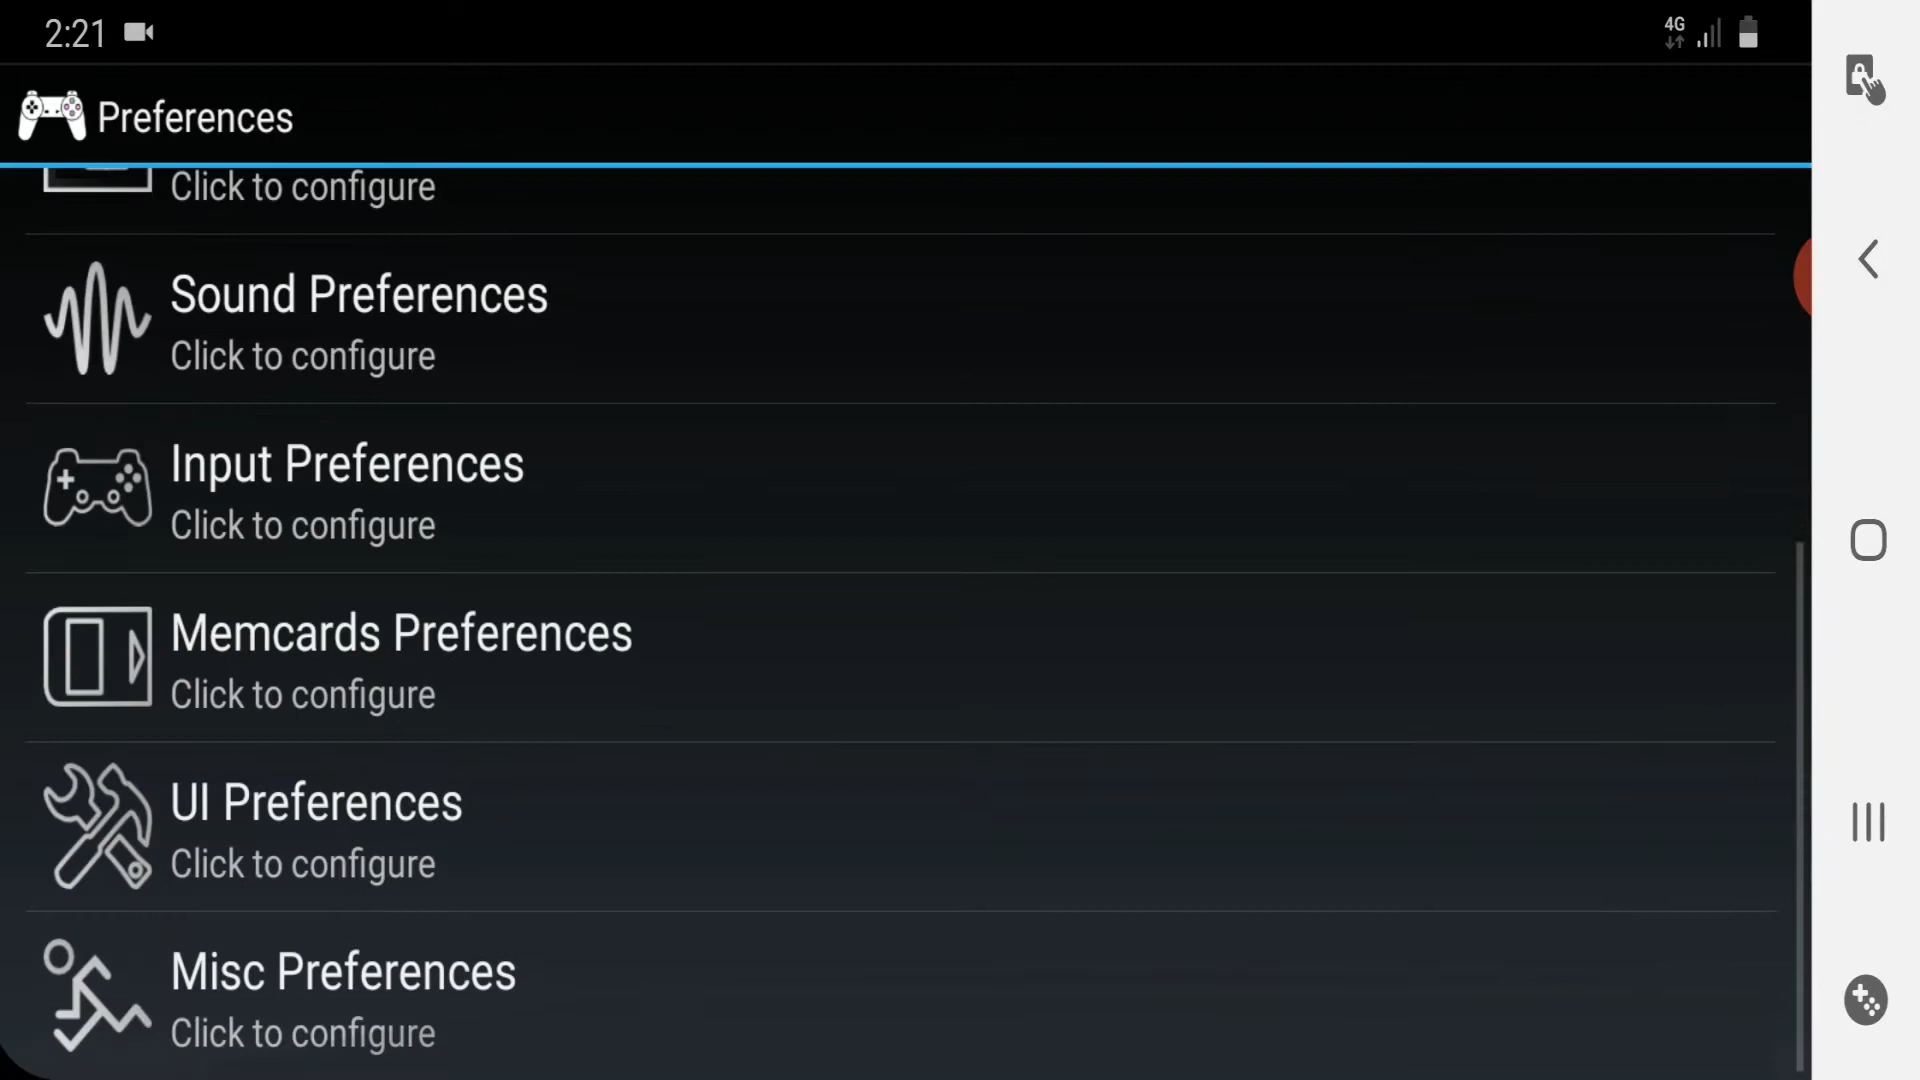 2:21
4G
Preferences
Click to configure
Sound Preferences
Click to configure
Input Preferences
Click to configure
Memcards Preferences
Click to configure
UI Preferences
Click to configure
Misc Preferences
Click to configure